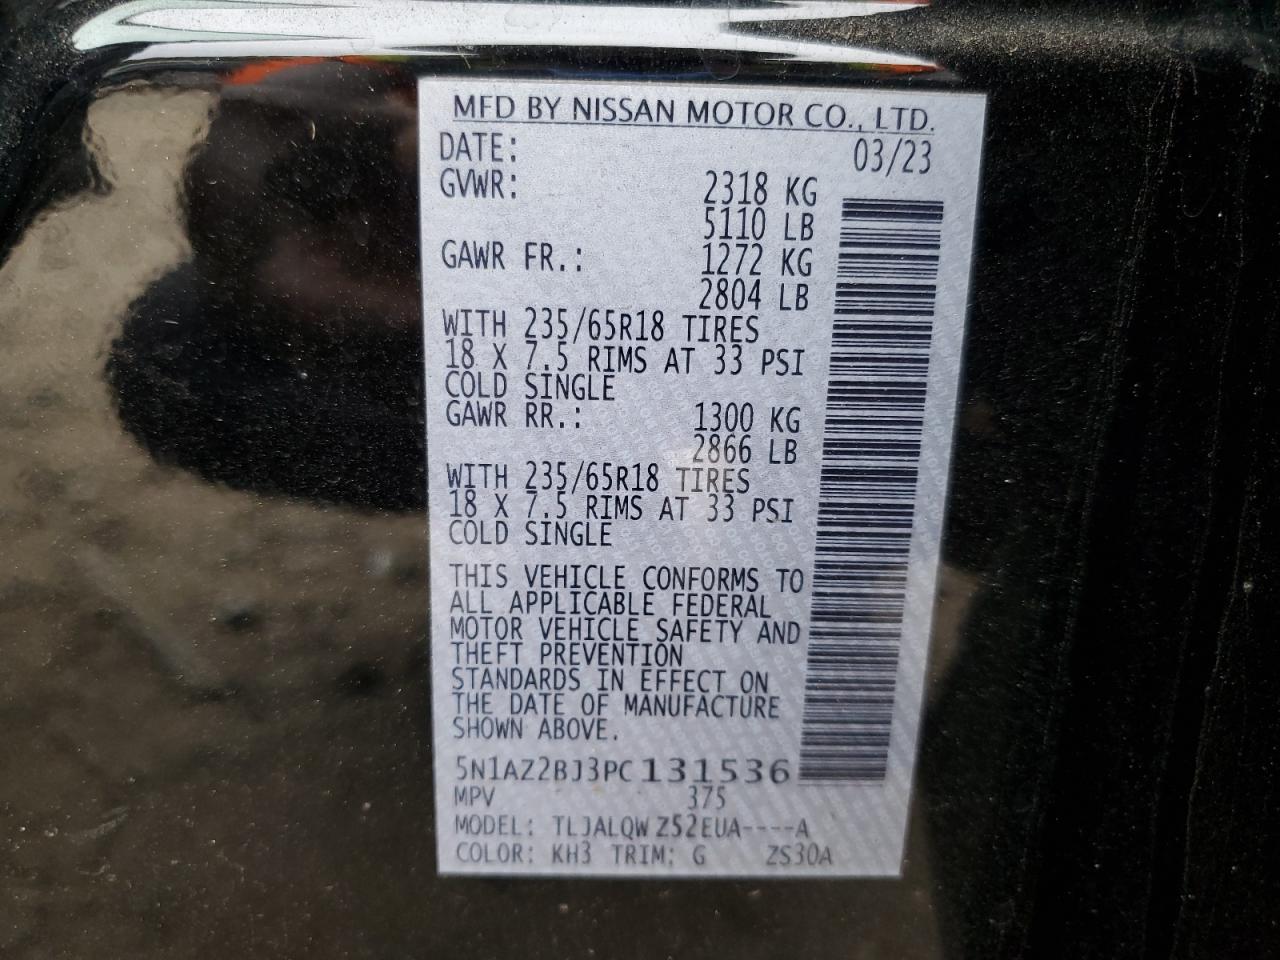 MFD BY NISSAN MOTOR CO., LTD.
DATE: 03/23
GVWR: 2318 KG
5110 LB
GAWR FR.: 1272 KG
2804 LB
WITH 235/65R18 TIRES
18 X 7.5 RIMS AT 33 PSI
COLD SINGLE
GAWR RR.: 1300 KG
2866 LB
WITH 235/65R18 TIRES
18 X 7.5 RIMS AT 33 PSI
COLD SINGLE
THIS VEHICLE CONFORMS TO
ALL APPLICABLE FEDERAL
MOTOR VEHICLE SAFETY AND
THEFT PREVENTION
STANDARDS IN EFFECT ON
THE DATE OF MANUFACTURE
SHOWN ABOVE.
5N1AZ2BJ3PC131536
MPV 375
MODEL: TLJALQW Z52EUA----A
COLOR: KH3 TRIM: G ZS30A